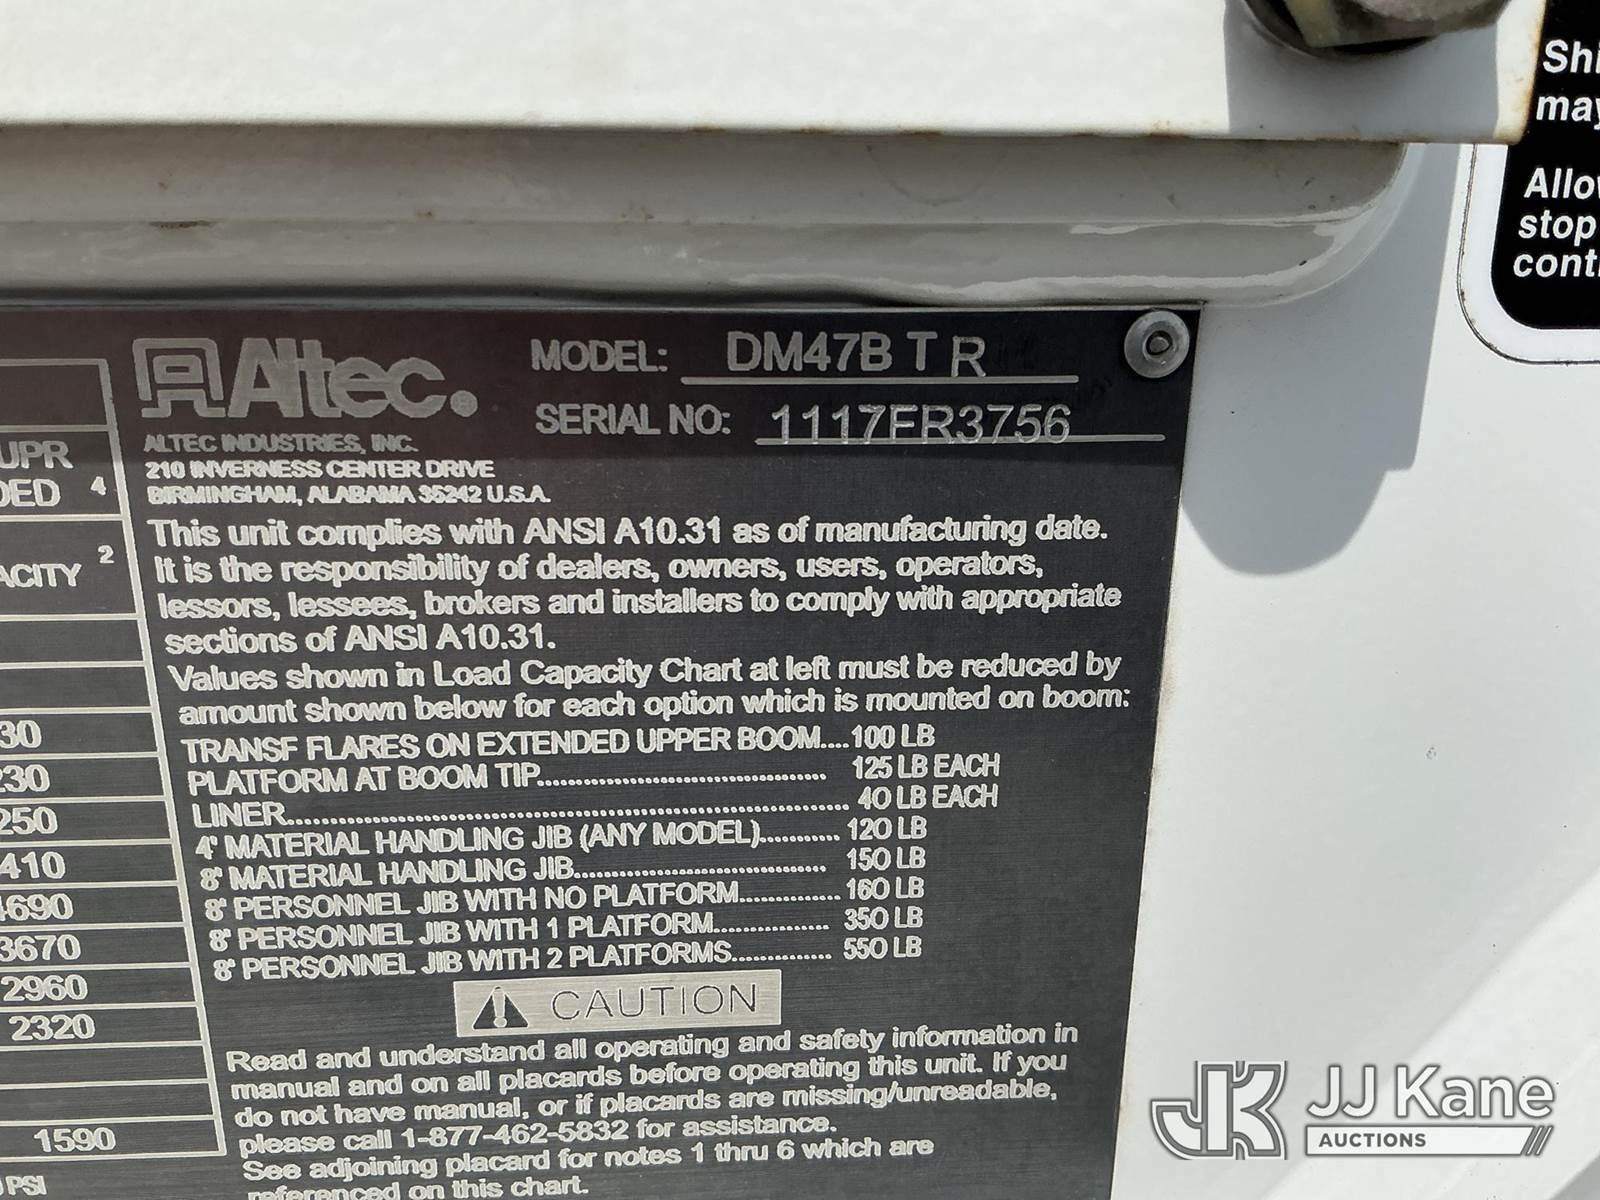 Shi
may
Allow
stop
contr
Altec®
MODEL: DM47B T R
SERIAL NO: 1117FR3756
ALTEC INDUSTRIES, INC.
210 INVERNESS CENTER DRIVE
BIRMINGHAM, ALABAMA 35242 U.S.A.
This unit complies with ANSI A10.31 as of manufacturing date.
It is the responsibility of dealers, owners, users, operators,
lessors, lessees, brokers and installers to comply with appropriate
sections of ANSI A10.31.
Values shown in Load Capacity Chart at left must be reduced by
amount shown below for each option which is mounted on boom:
TRANSF FLARES ON EXTENDED UPPER BOOM....100 LB
PLATFORM AT BOOM TIP............ 125 LB EACH
LINER............ 40 LB EACH
4' MATERIAL HANDLING JIB (ANY MODEL)............120 LB
8' MATERIAL HANDLING JIB............ 150 LB
8' PERSONNEL JIB WITH NO PLATFORM............160 LB
8' PERSONNEL JIB WITH 1 PLATFORM............ 350 LB
8' PERSONNEL JIB WITH 2 PLATFORMS............ 550 LB
CAUTION
Read and understand all operating and safety information in
manual and on all placards before operating this unit. If you
do not have manual, or if placards are missing/unreadable,
please call 1-877-462-5832 for assistance.
See adjoining placard for notes 1 thru 6 which are
referenced on this chart.
UPR
DED 4
ACITY 2
30
230
250
410
4690
3670
2960
2320
1590
PSI
JK JJ Kane
AUCTIONS